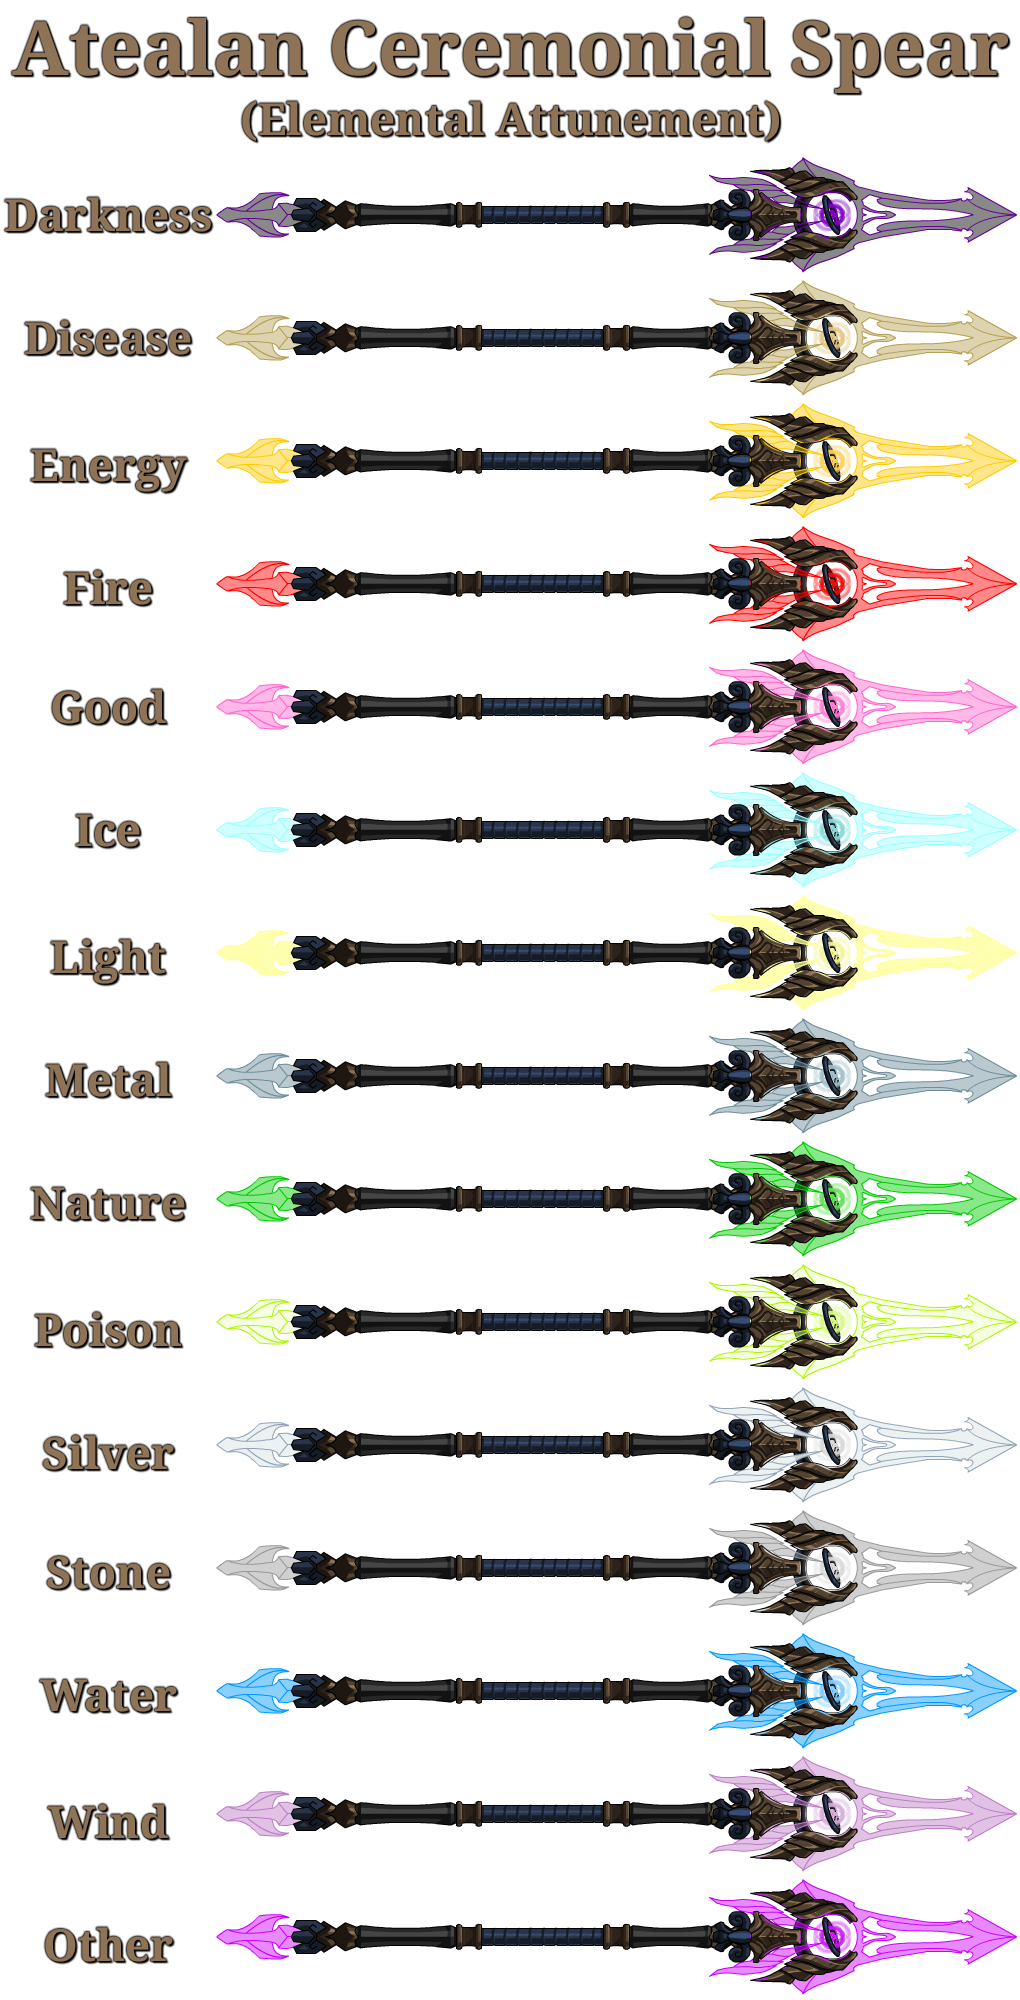 Atealan Ceremonial Spear
(Elemental Attunement)
Darkness
Disease
Energy
Fire
Good
Ice
Light
Metal
Nature
Poison
Silver
Stone
Water
Wind
Other